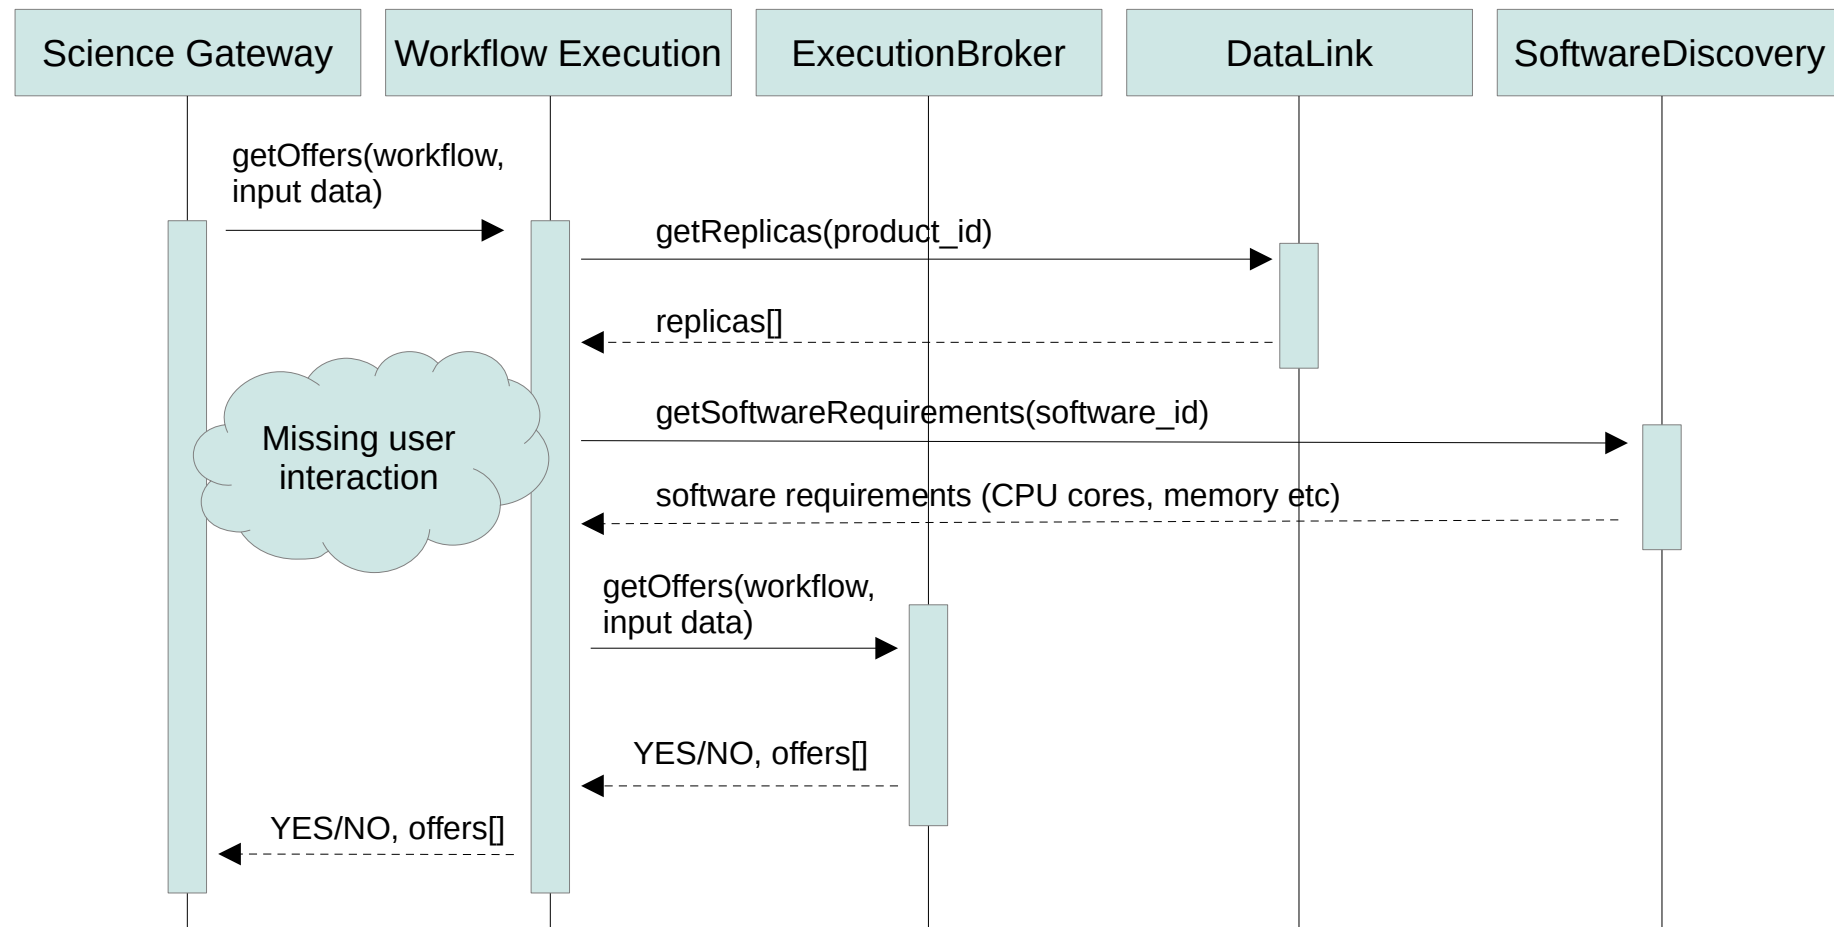 Science Gateway
Workflow Execution
ExecutionBroker
DataLink
SoftwareDiscovery
getOffers(workflow,
input data)
getReplicas(product_id)
replicas[]
getSoftwareRequirements(software_id)
Missing user
interaction
software requirements (CPU cores, memory etc)
getOffers(workflow,
input data)
YES/NO, offers[]
YES/NO, offers[]